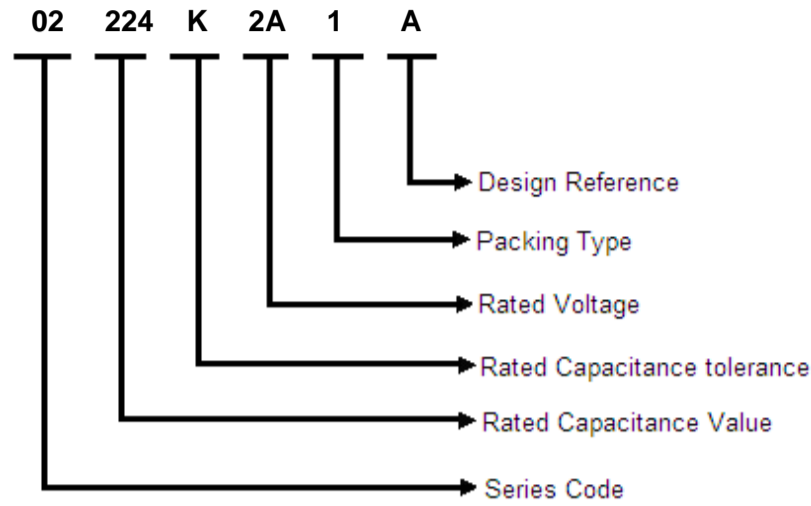 02 224 K 2A 1 A
Design Reference
Packing Type
Rated Voltage
Rated Capacitance tolerance
Rated Capacitance Value
Series Code